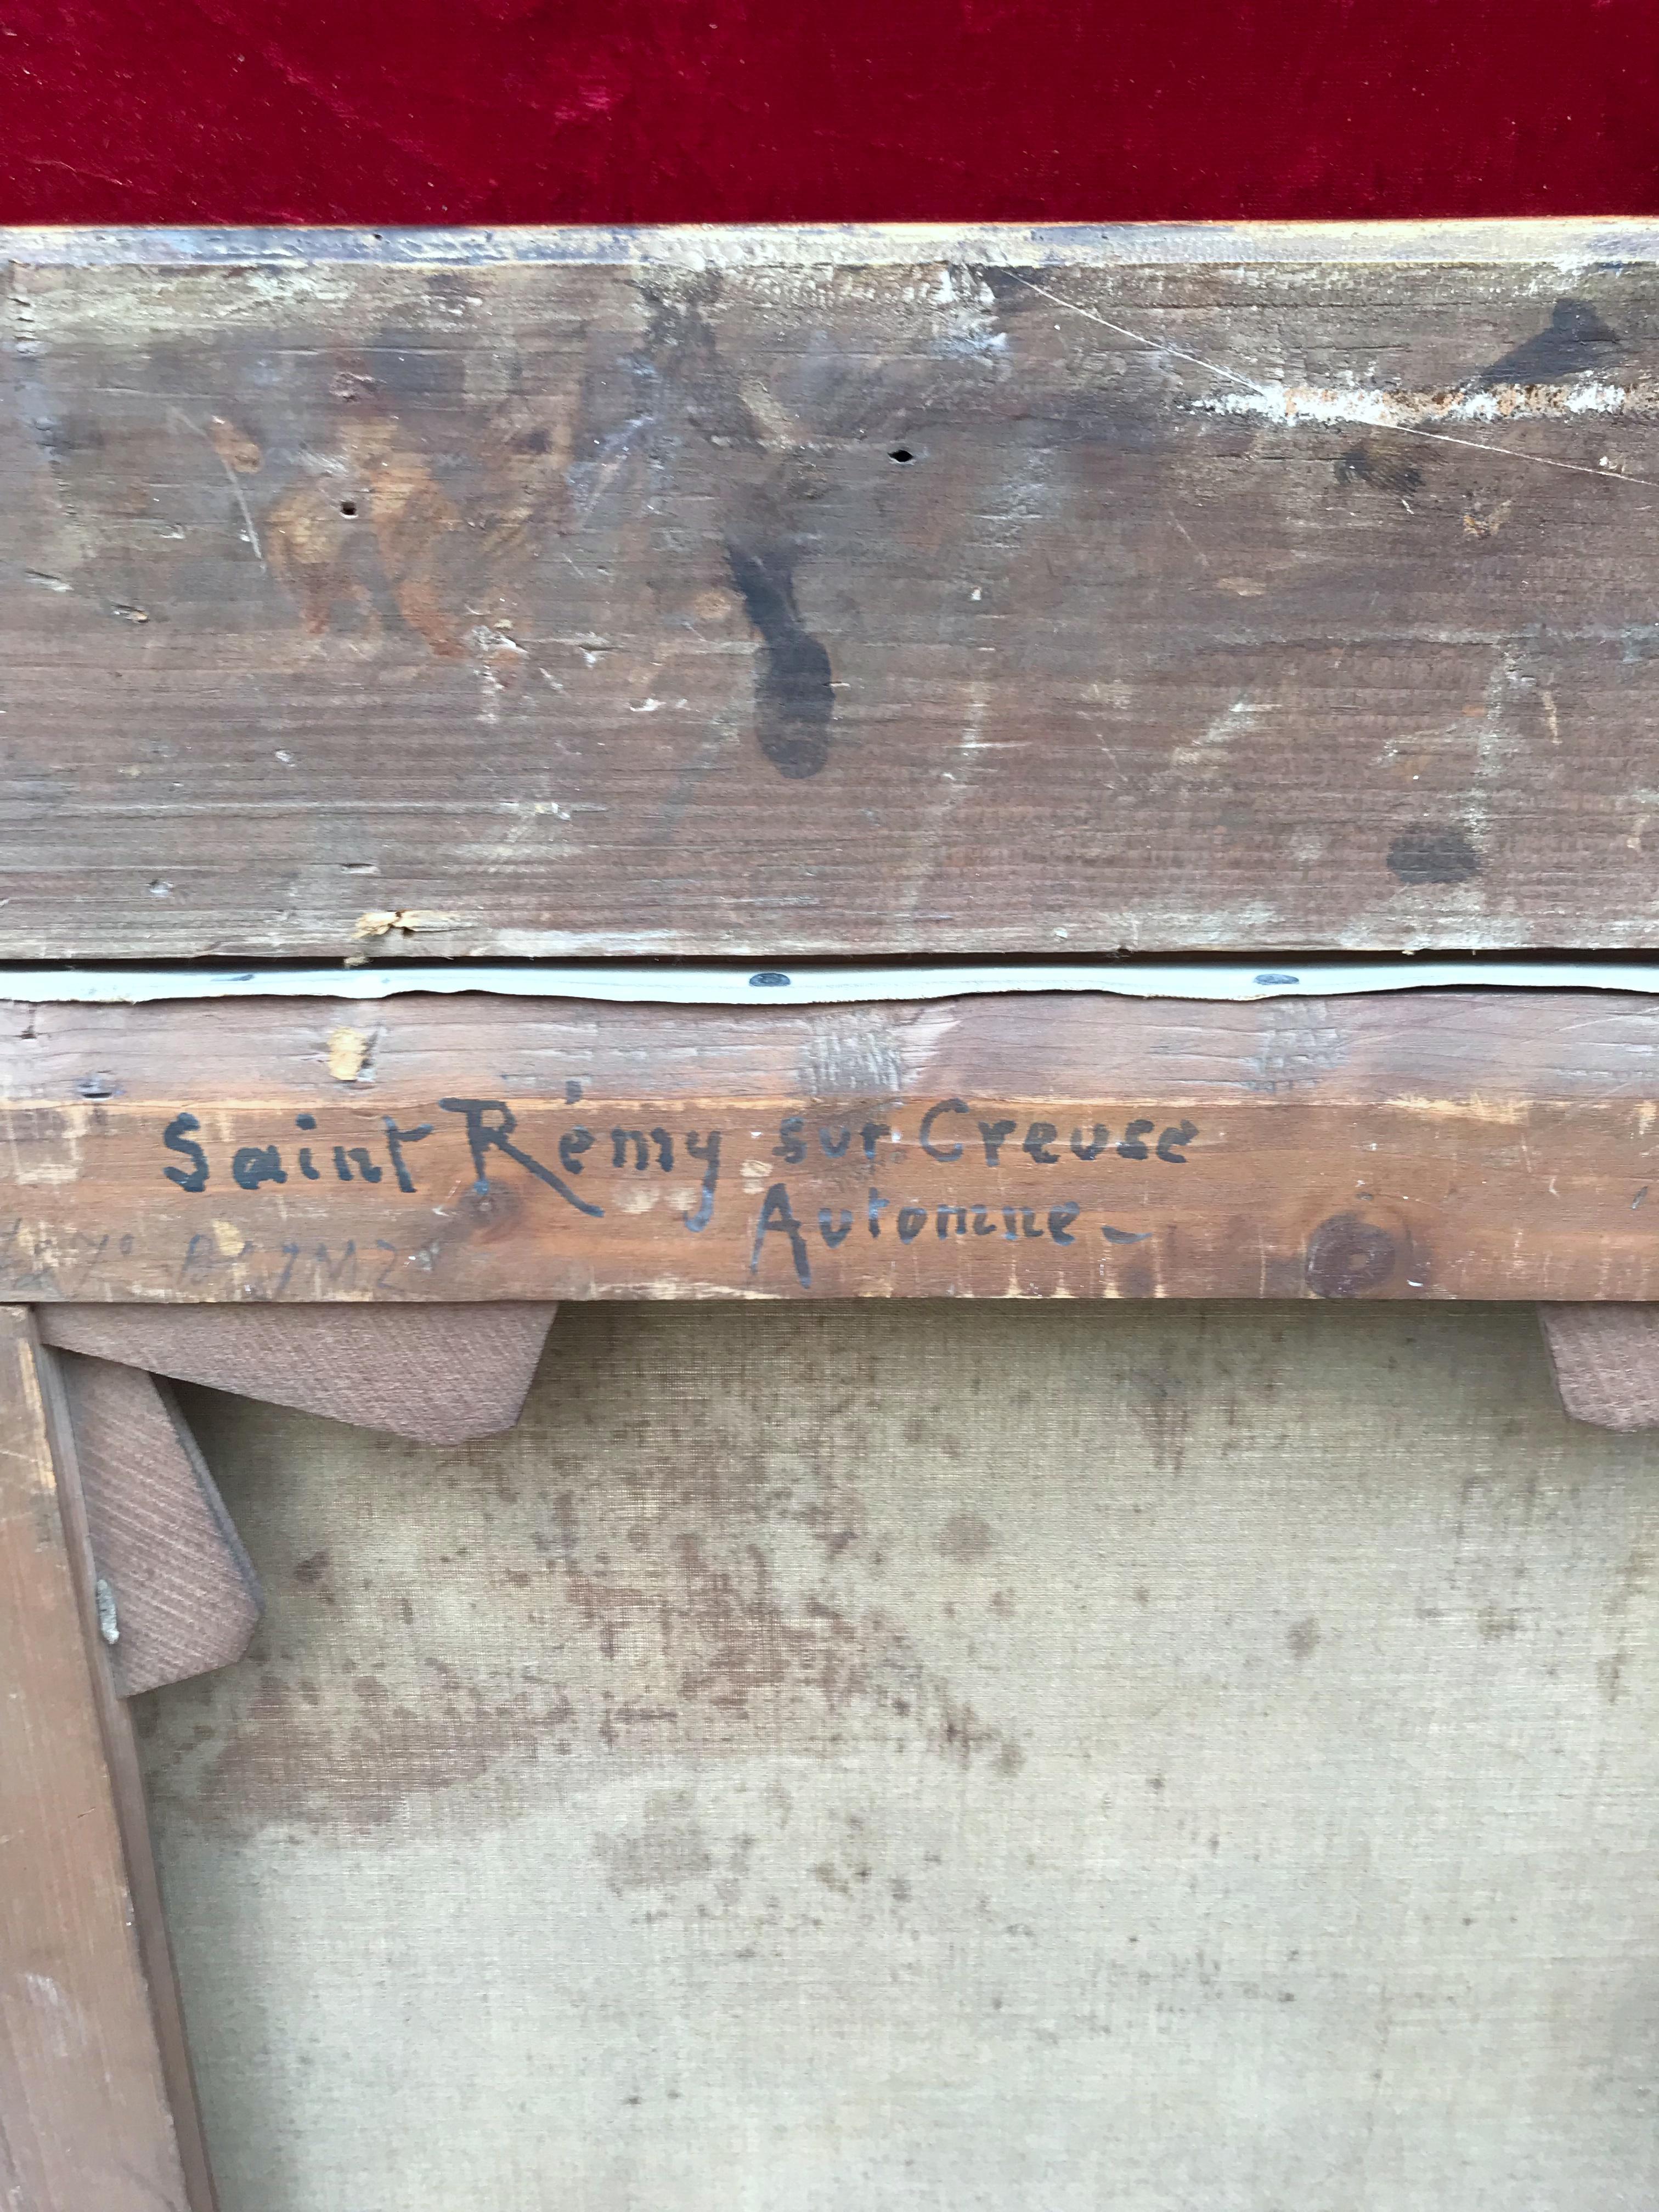 Saint Rémy sur Creuse
Automne -